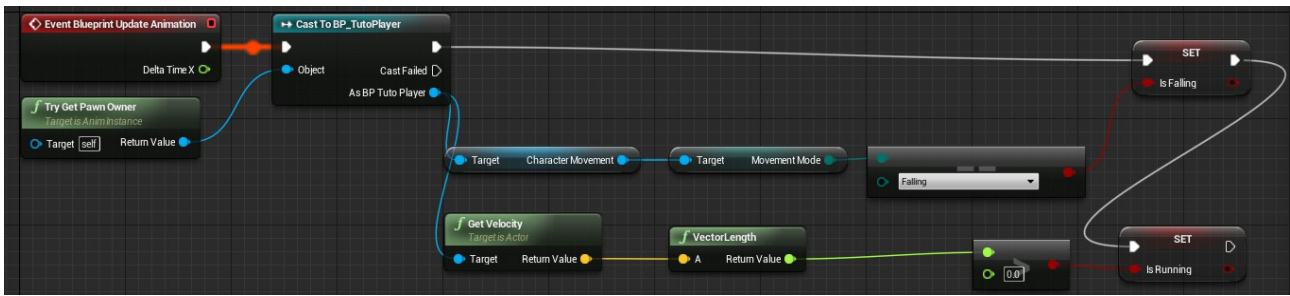 Event Blueprint Update Animation
Delta Time X
Try Get Pawn Owner
Target is Anim Instance
Target self Return Value
Cast To BP_TutoPlayer
Object Cast Failed
As BP Tuto Player
Target Character Movement
Target Movement Mode
==
Falling
SET
Is Falling
Get Velocity
Target is Actor
Target Return Value
VectorLength
A Return Value
>
0.0
SET
Is Running